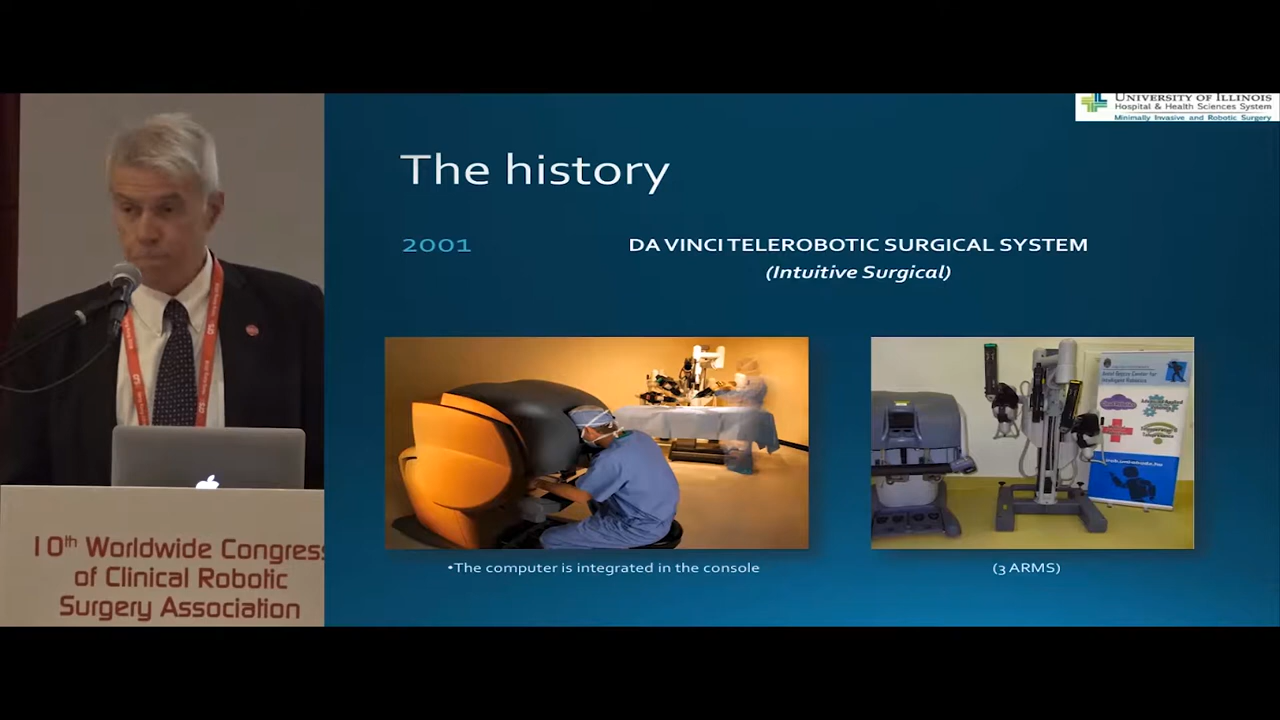 UNIVERSITY OF ILLINOIS
Hospital & Health Sciences System
Minimally Invasive and Robotic Surgery
The history
2001
DA VINCI TELEROBOTIC SURGICAL SYSTEM
(Intuitive Surgical)
•The computer is integrated in the console
(3 ARMS)
10th Worldwide Congress
of Clinical Robotic
Surgery Association